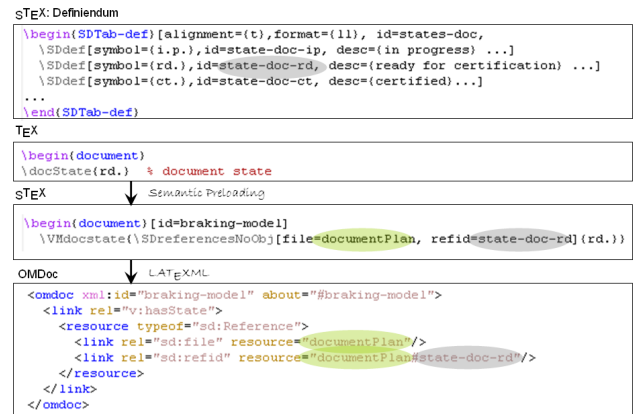 STEX: Definiendum
\begin{SDTab-def}[alignment={t},format={ll}, id=states-doc,
\SDdef[symbol={i.p.},id=state-doc-ip, desc={in progress} ...]
\SDdef[symbol={rd.},id=state-doc-rd, desc={ready for certification} ...]
\SDdef[symbol={ct.},id=state-doc-ct, desc={certified}...]
...
\end{SDTab-def}
TEX
\begin{document}
\docState{rd.} % document state
STEX Semantic Preloading
\begin{document}[id=braking-model]
\VMdocstate{\SDreferencesNoObj[file=documentPlan, refid=state-doc-rd]{rd.}}
OMDoc LATEXML
<omdoc xml:id="braking-model" about="#braking-model">
<link rel="v:hasState">
<resource typeof="sd:Reference">
<link rel="sd:file" resource="documentPlan"/>
<link rel="sd:refid" resource="documentPlan#state-doc-rd"/>
</resource>
</link>
</omdoc>